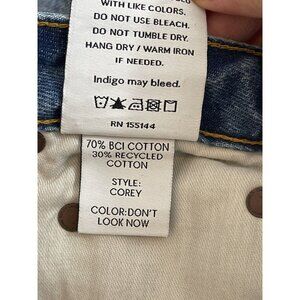 WITH LIKE COLORS.
DO NOT USE BLEACH.
DO NOT TUMBLE DRY.
HANG DRY / WARM IRON
IF NEEDED.
Indigo may bleed.
RN 155144
70% BCI COTTON
30% RECYCLED
COTTON
STYLE:
COREY
COLOR:DON'T
LOOK NOW